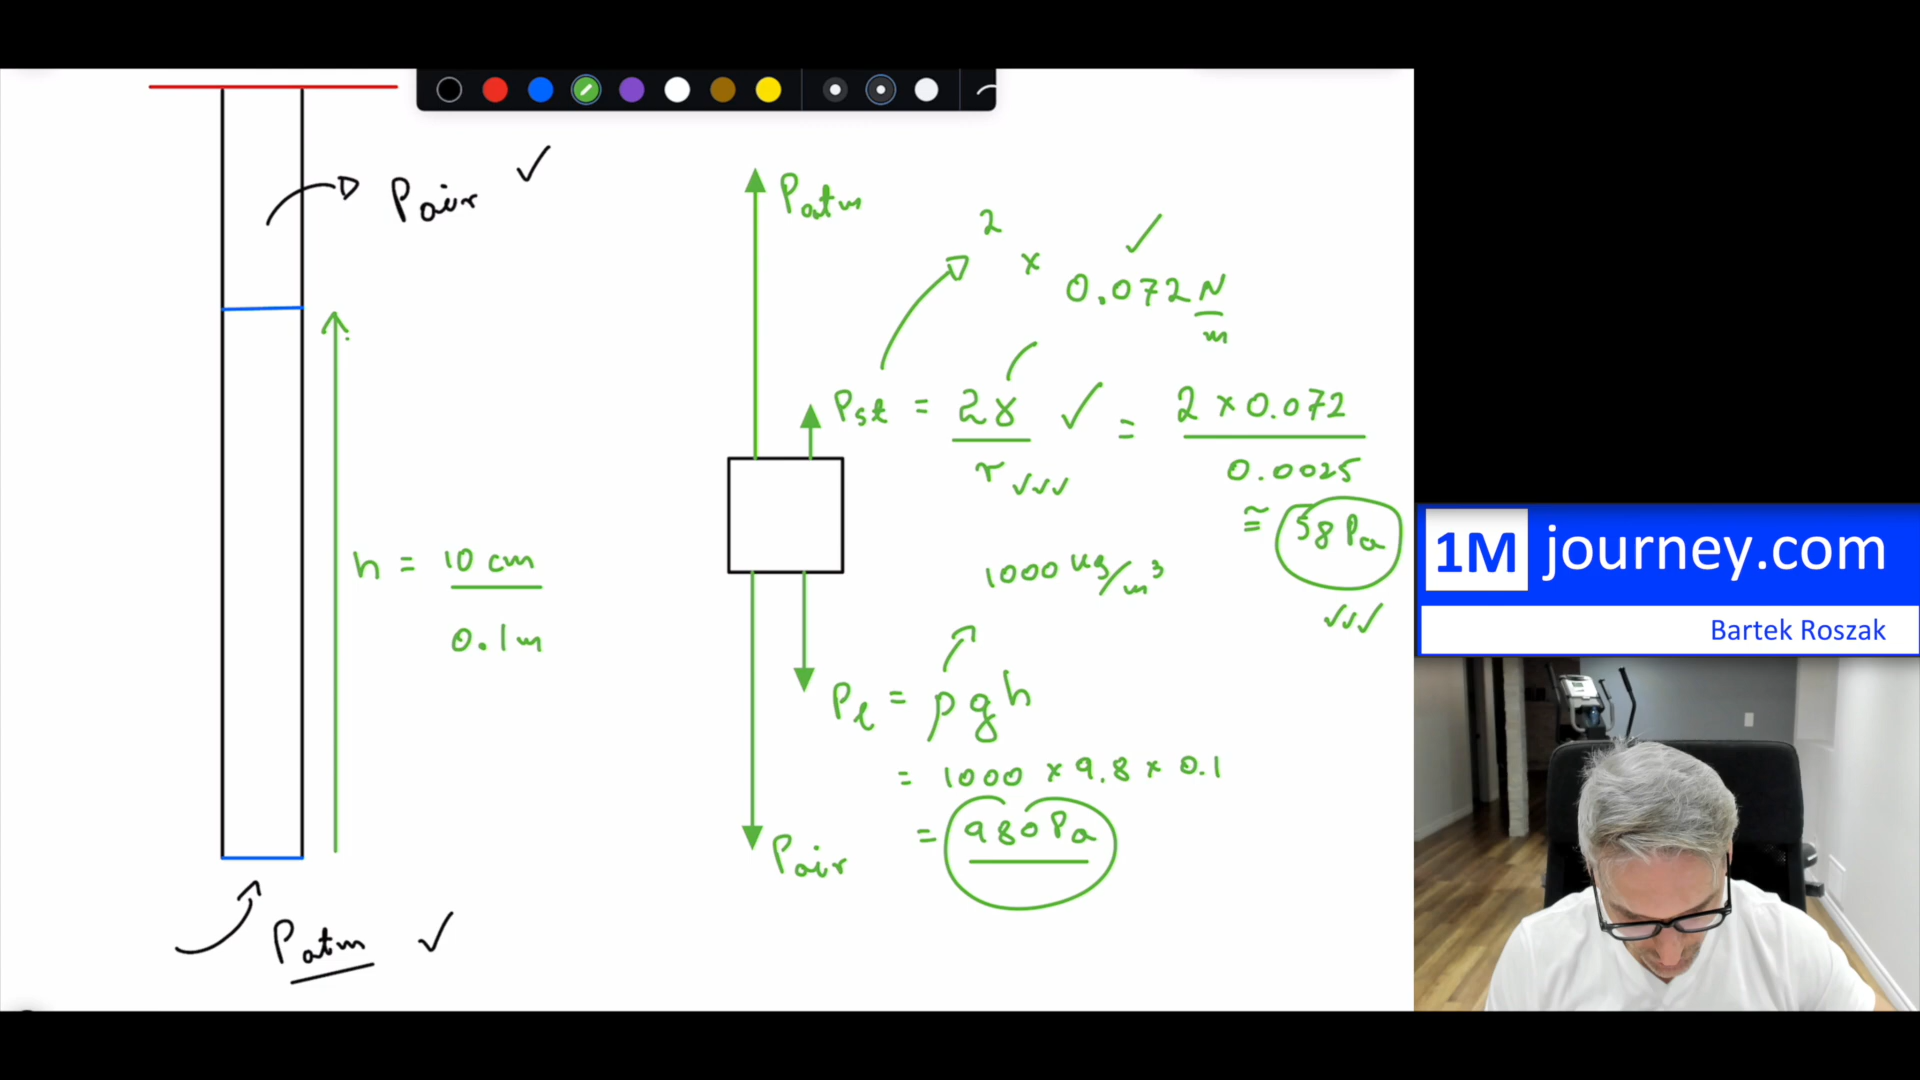 Pair ✓
Patm
2 × 0.072 N/m
Pst = 2γ/r ✓ = 2 × 0.072 / 0.0025
✓✓✓
≅ 58 Pa
✓✓✓
h = 10 cm
0.1 m
1000 kg/m³
Pl = ρgh
= 1000 × 9.8 × 0.1
= 980 Pa
Pair
Patm ✓
1M journey.com
Bartek Roszak